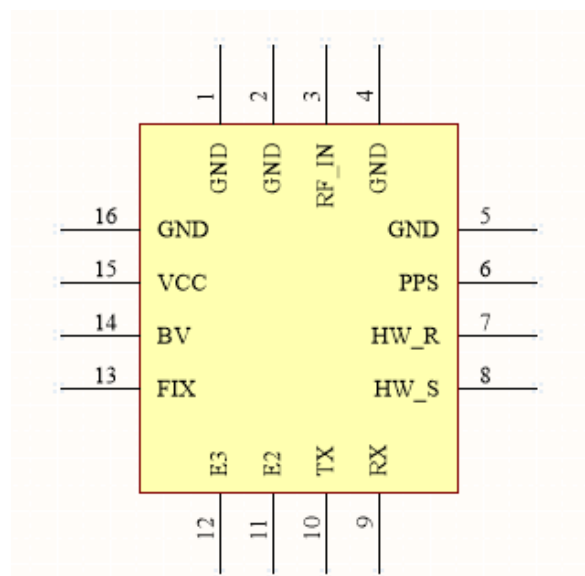 1 2 3 4
GND GND RF_IN GND
16 GND GND 5
15 VCC PPS 6
14 BV HW_R 7
13 FIX HW_S 8
E3 E2 TX RX
12 11 10 9